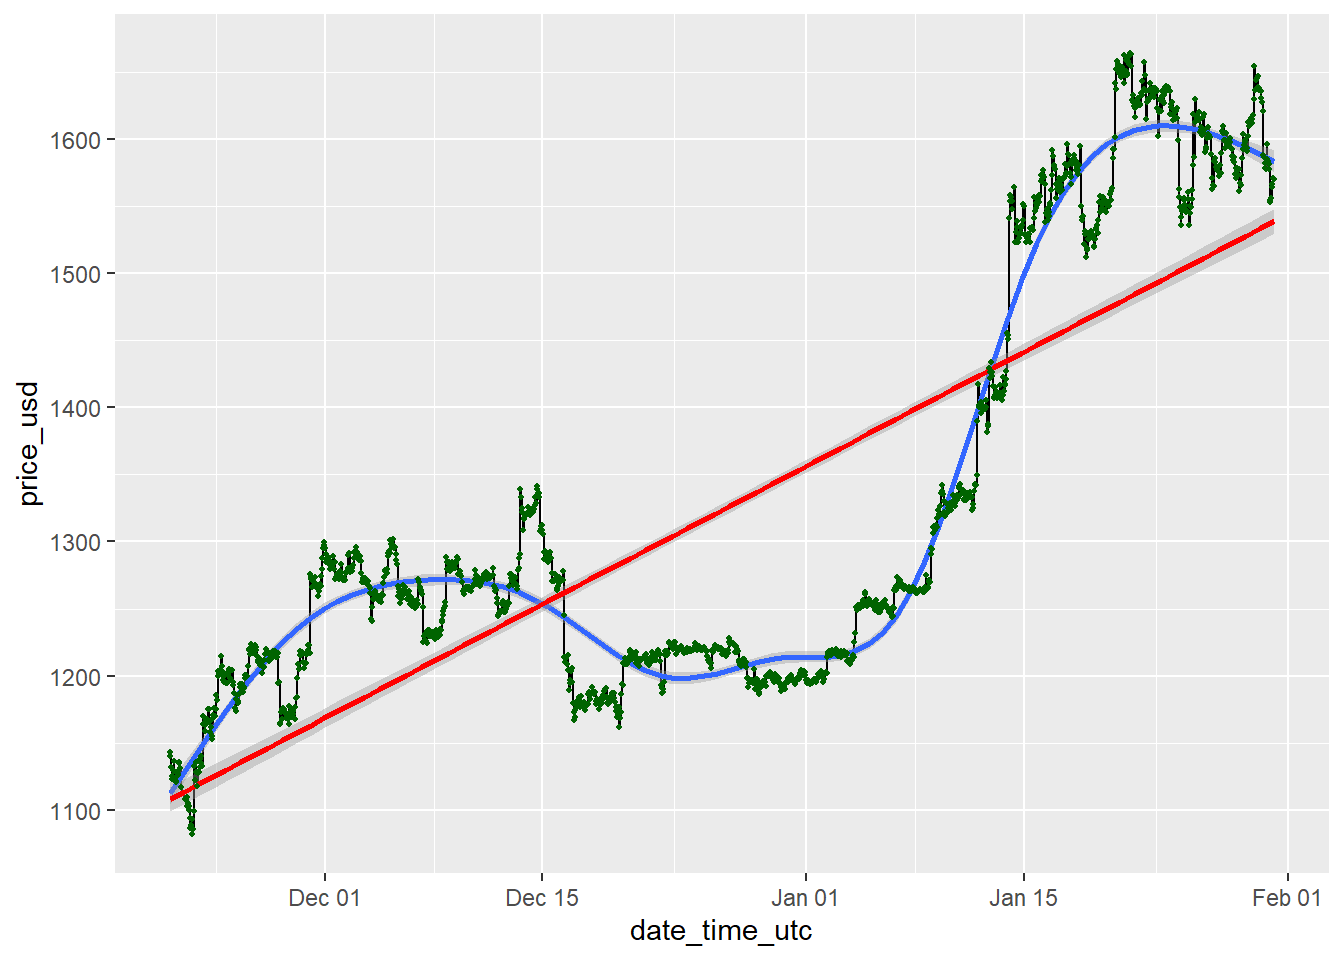 price_usd
1600
1500
1400
1300
1200
1100
Dec 01
Dec 15
Jan 01
Jan 15
Feb 01
date_time_utc